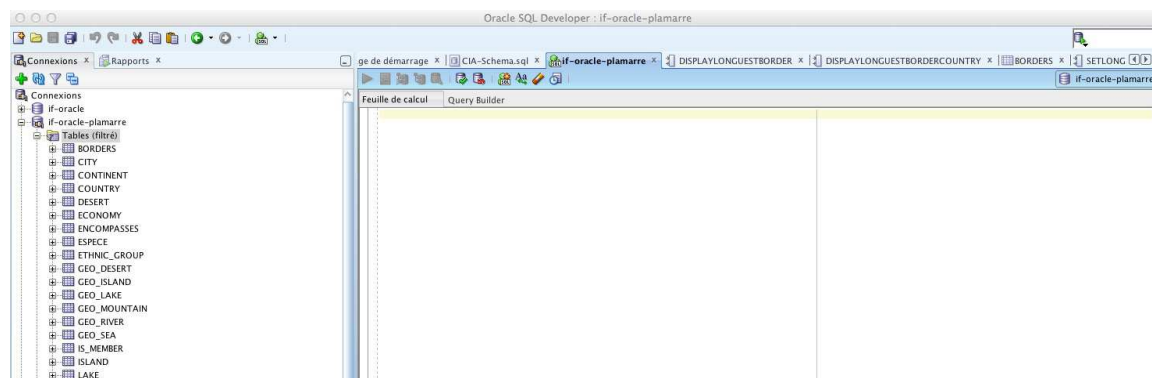 Oracle SQL Developer : if-oracle-plamarre
Connexions x Rapports x
ge de démarrage x CIA-Schema.sql x if-oracle-plamarre x DISPLAYLONGUESTBORDER x DISPLAYLONGUESTBORDERCOUNTRY x BORDERS x SETLONG
if-oracle-plamarre
Feuille de calcul Query Builder
Connexions
if-oracle
if-oracle-plamarre
Tables (filtré)
BORDERS
CITY
CONTINENT
COUNTRY
DESERT
ECONOMY
ENCOMPASSES
ESPECE
ETHNIC_GROUP
GEO_DESERT
GEO_ISLAND
GEO_LAKE
GEO_MOUNTAIN
GEO_RIVER
GEO_SEA
IS_MEMBER
ISLAND
LAKE